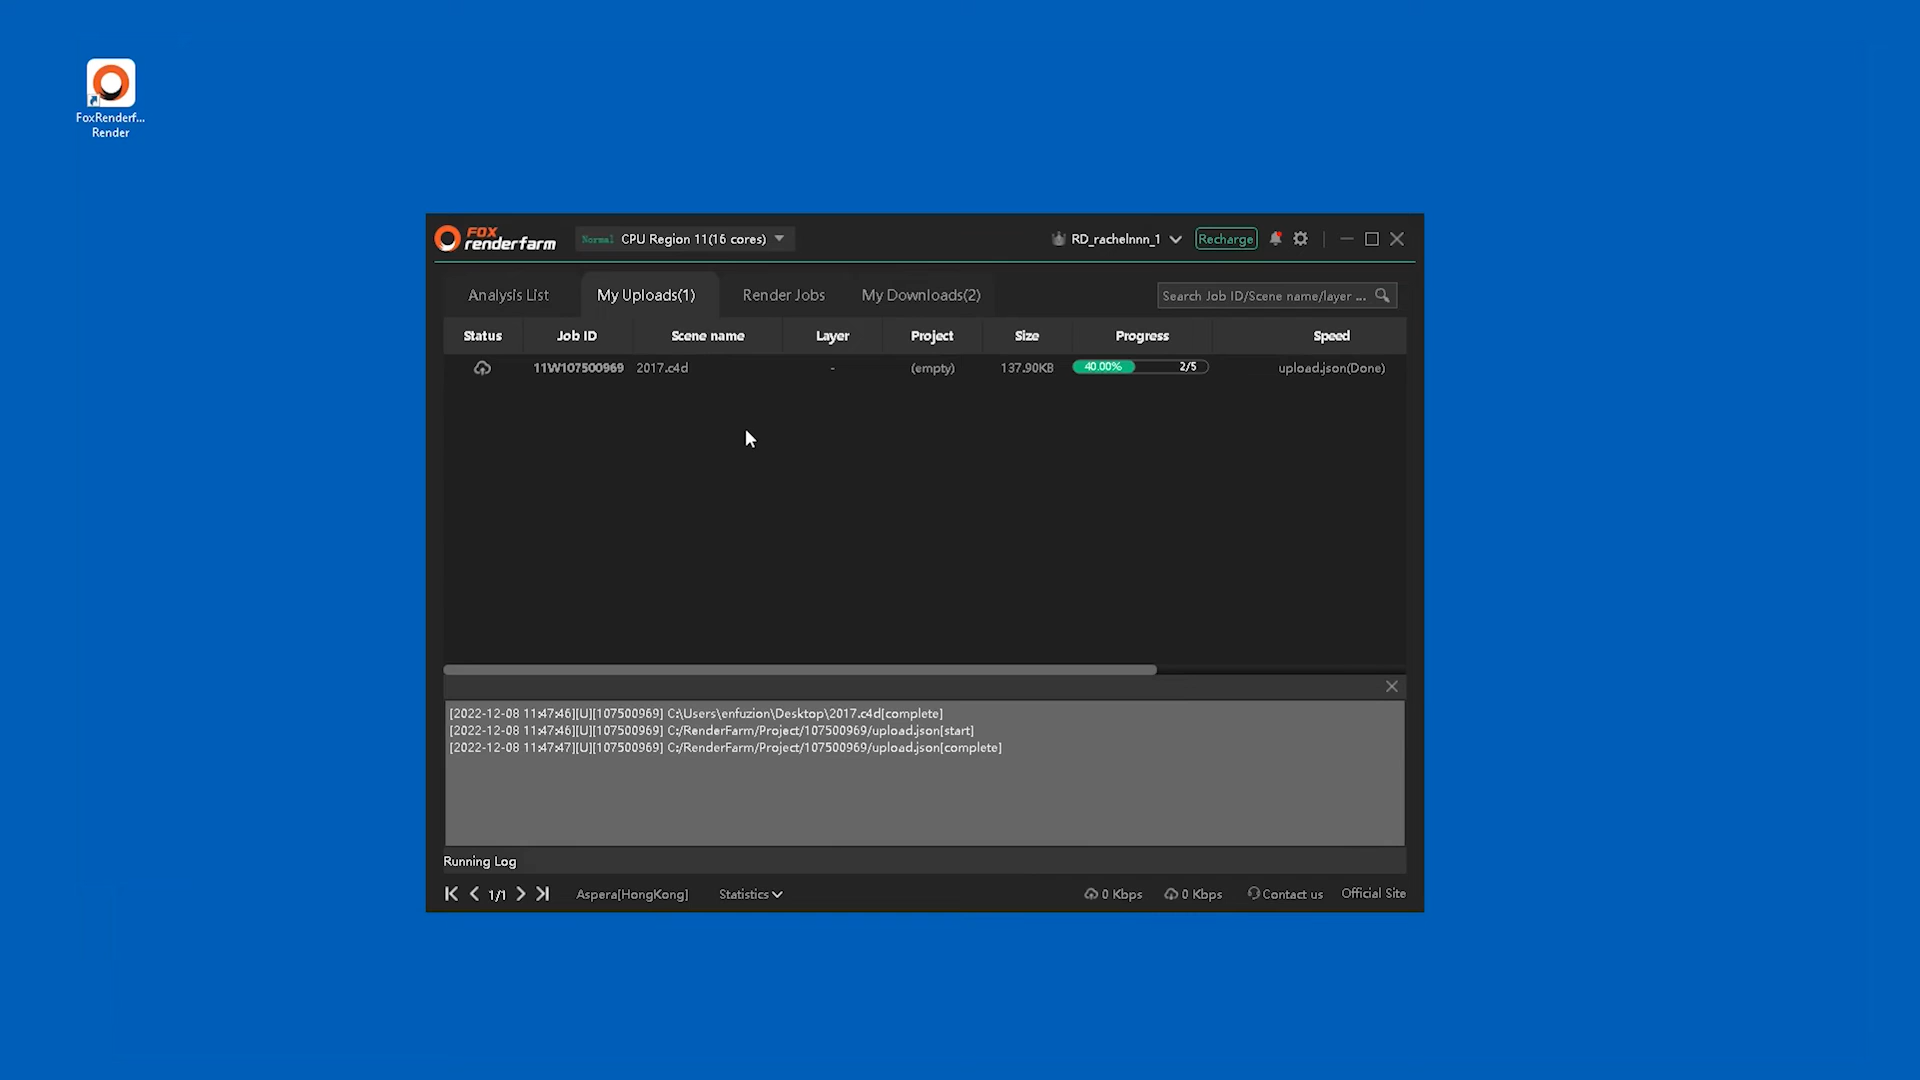 FoxRenderf...
Render
FOX
renderfarm
Normal CPU Region 11(16 cores)
RD_rachelnnn_1
Recharge
Analysis List
My Uploads(1)
Render Jobs
My Downloads(2)
Search Job ID/Scene name/layer ...
Status Job ID Scene name Layer Project Size Progress Speed
11W107500969 2017.c4d - (empty) 137.90KB 40.00% 2/5 upload.json(Done)
[2022-12-08 11:47:46][U][107500969] C:\Users\enfuzion\Desktop\2017.c4d[complete]
[2022-12-08 11:47:46][U][107500969] C:/RenderFarm/Project/107500969/upload.json[start]
[2022-12-08 11:47:47][U][107500969] C:/RenderFarm/Project/107500969/upload.json[complete]
Running Log
1/1 Aspera[HongKong] Statistics 0 Kbps 0 Kbps Contact us Official Site